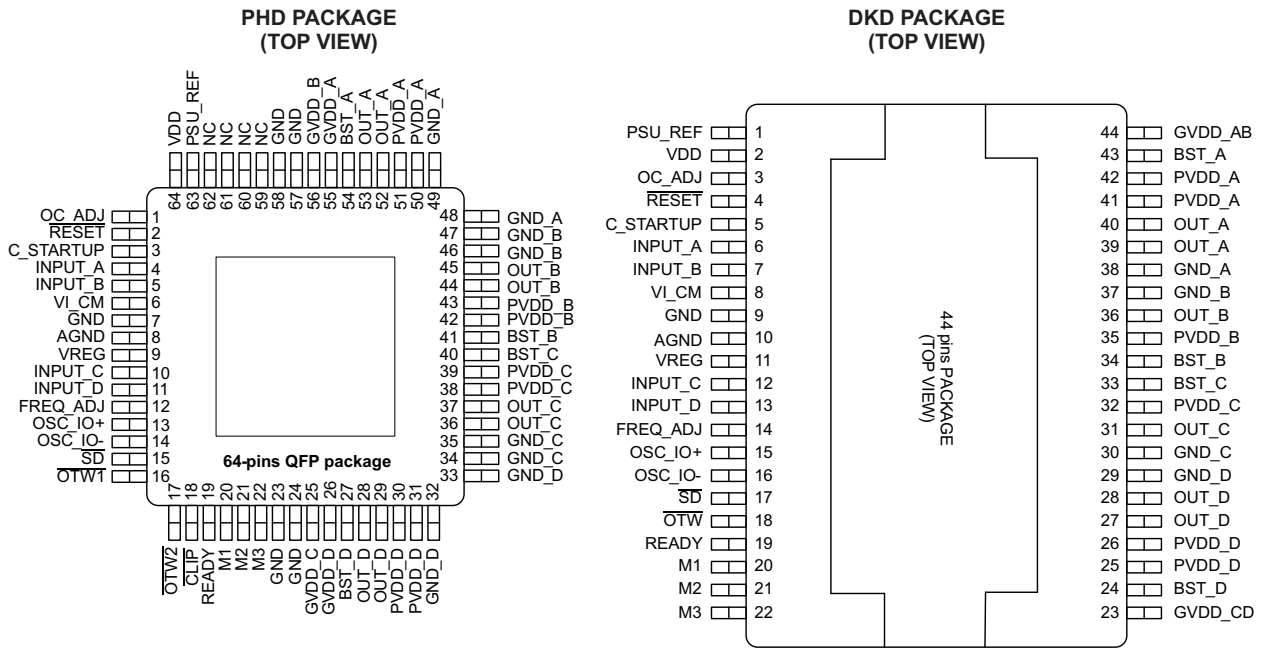 PHD PACKAGE
(TOP VIEW)
VDD
PSU_REF
NC
NC
NC
NC
GND
GND
GVDD_B
GVDD_A
BST_A
OUT_A
OUT_A
PVDD_A
PVDD_A
GND_A
64
63
62
61
60
59
58
57
56
55
54
53
52
51
50
49
OC_ADJ 1
RESET 2
C_STARTUP 3
INPUT_A 4
INPUT_B 5
VI_CM 6
GND 7
AGND 8
VREG 9
INPUT_C 10
INPUT_D 11
FREQ_ADJ 12
OSC_IO+ 13
OSC_IO- 14
SD 15
OTW1 16
48 GND_A
47 GND_B
46 GND_B
45 OUT_B
44 OUT_B
43 PVDD_B
42 PVDD_B
41 BST_B
40 BST_C
39 PVDD_C
38 PVDD_C
37 OUT_C
36 OUT_C
35 GND_C
34 GND_C
33 GND_D
64-pins QFP package
17
18
19
20
21
22
23
24
25
26
27
28
29
30
31
32
OTW2
CLIP
READY
M1
M2
M3
GND
GND
GVDD_C
GVDD_D
BST_D
OUT_D
OUT_D
PVDD_D
PVDD_D
GND_D
DKD PACKAGE
(TOP VIEW)
PSU_REF 1
VDD 2
OC_ADJ 3
RESET 4
C_STARTUP 5
INPUT_A 6
INPUT_B 7
VI_CM 8
GND 9
AGND 10
VREG 11
INPUT_C 12
INPUT_D 13
FREQ_ADJ 14
OSC_IO+ 15
OSC_IO- 16
SD 17
OTW 18
READY 19
M1 20
M2 21
M3 22
44 pins PACKAGE
(TOP VIEW)
44 GVDD_AB
43 BST_A
42 PVDD_A
41 PVDD_A
40 OUT_A
39 OUT_A
38 GND_A
37 GND_B
36 OUT_B
35 PVDD_B
34 BST_B
33 BST_C
32 PVDD_C
31 OUT_C
30 GND_C
29 GND_D
28 OUT_D
27 OUT_D
26 PVDD_D
25 PVDD_D
24 BST_D
23 GVDD_CD